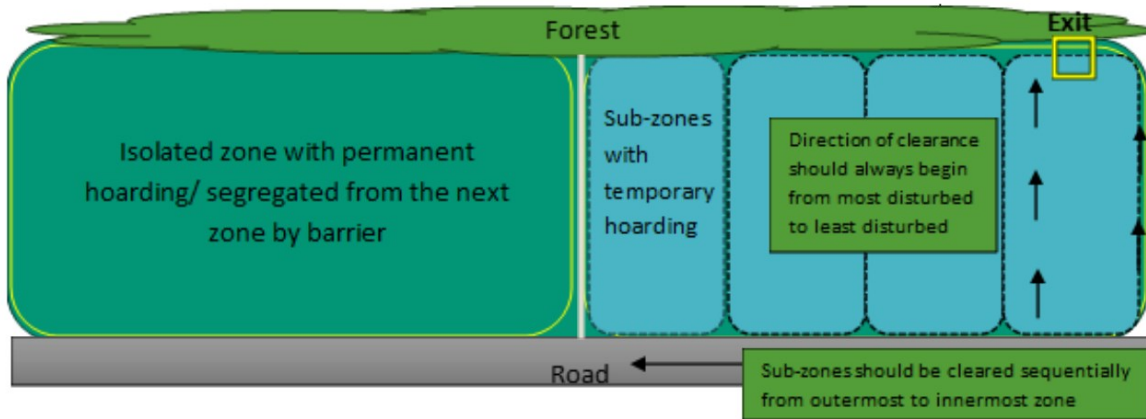 Forest
Exit
Isolated zone with permanent
hoarding/ segregated from the next
zone by barrier
Sub-zones
with
temporary
hoarding
Direction of clearance
should always begin
from most disturbed
to least disturbed
Road
Sub-zones should be cleared sequentially
from outermost to innermost zone